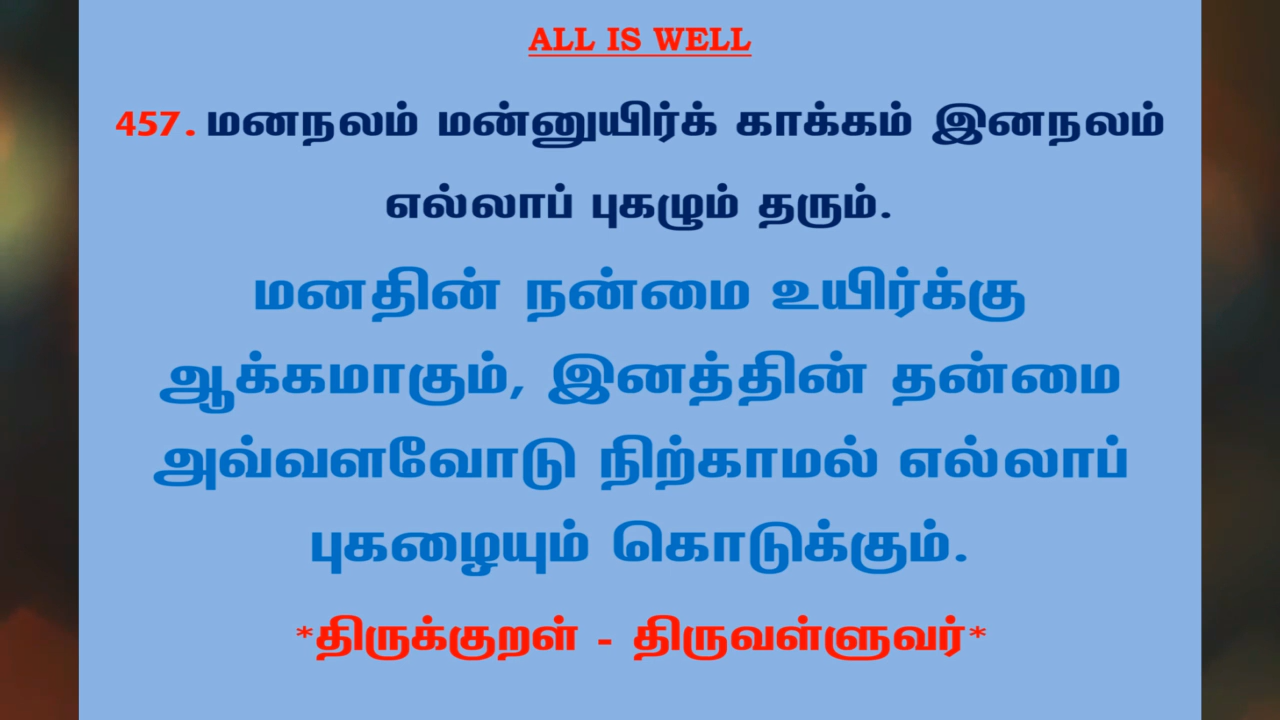 ALL IS WELL
457. மனநலம் மன்னுயிர்க் காக்கம் இனநலம்
எல்லாப் புகழும் தரும்.
மனதின் நன்மை உயிர்க்கு
ஆக்கமாகும், இனத்தின் தன்மை
அவ்வளவோடு நிற்காமல் எல்லாப்
புகழையும் கொடுக்கும்.
*திருக்குறள் - திருவள்ளுவர்*